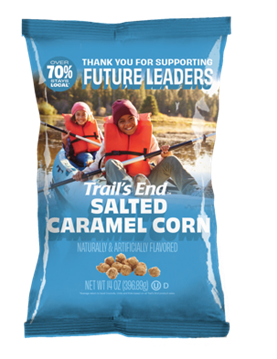 OVER
70%
STAYS
LOCAL
THANK YOU FOR SUPPORTING
FUTURE LEADERS
Trail's End
SALTED
CARAMEL CORN
NATURALLY & ARTIFICIALLY FLAVORED
NET WT 14 OZ (396.89g) U D